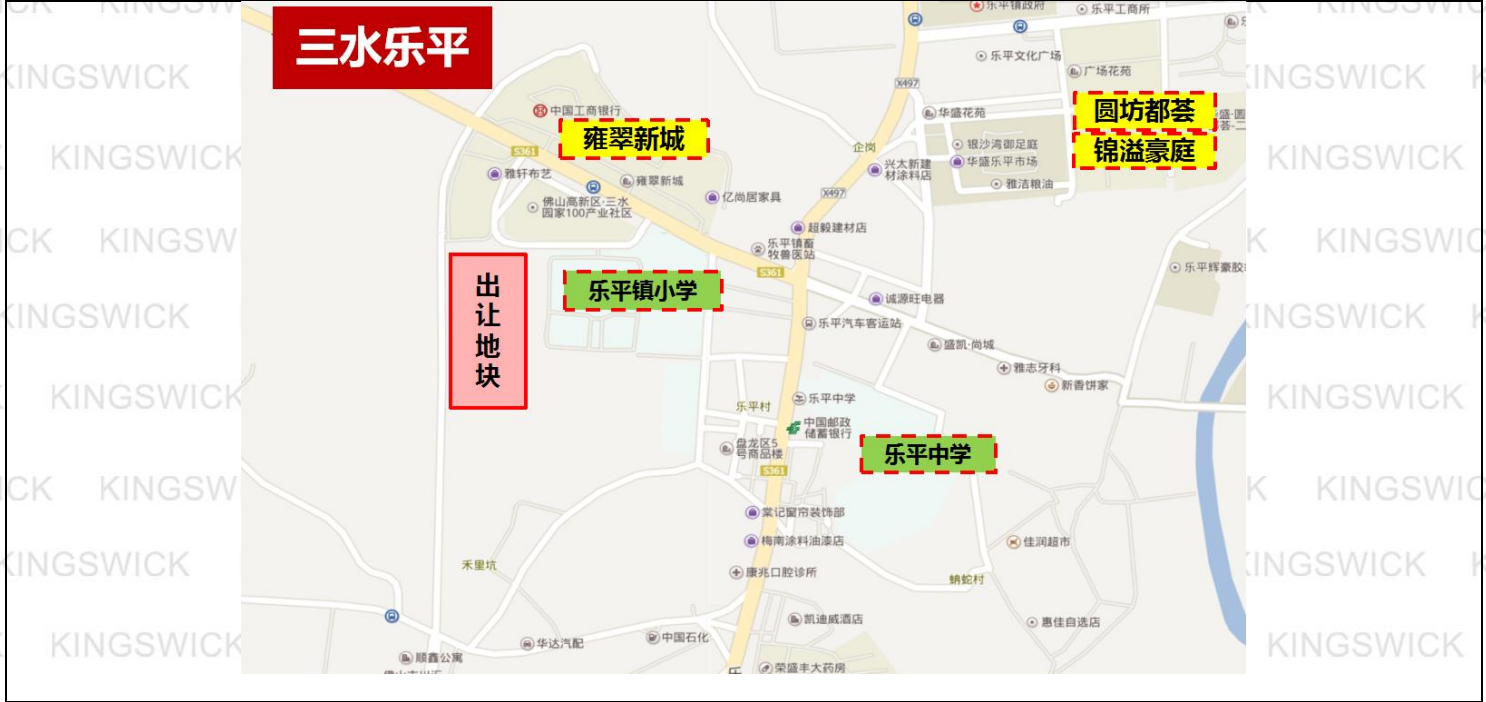 三水乐平
乐平镇政府
乐平工商所
乐平文化广场
广场花苑
X497
圆坊都荟
华盛花苑
锦溢豪庭
银沙湾御足庭
华盛乐平市场
雅洁粮油
中国工商银行
雍翠新城
S361
雅轩布艺
雍翠新城
企岗
兴太新建
材涂料店
X497
亿尚居家具
佛山高新区·三水
园家100产业社区
超毅建材店
乐平镇畜
牧兽医站
S361
乐平辉豪胶
出
让
地
块
乐平镇小学
诚源旺电器
乐平汽车客运站
盛凯·尚城
雅志牙科
新香饼家
乐平村
乐平中学
中国邮政
储蓄银行
盘龙区5
号商品楼
乐平中学
S361
棠记窗帘装饰部
梅南涂料油漆店
佳润超市
禾里坑
康兆口腔诊所
蚺蛇村
凯迪威酒店
惠佳自选店
华达汽配
中国石化
顺鑫公寓
荣盛丰大药房
乐
KINGSWICK
KINGSWICK
KINGSWICK
KINGSWICK
KINGSWICK
KINGSWICK
KINGSWICK
KINGSWICK
KINGSWICK